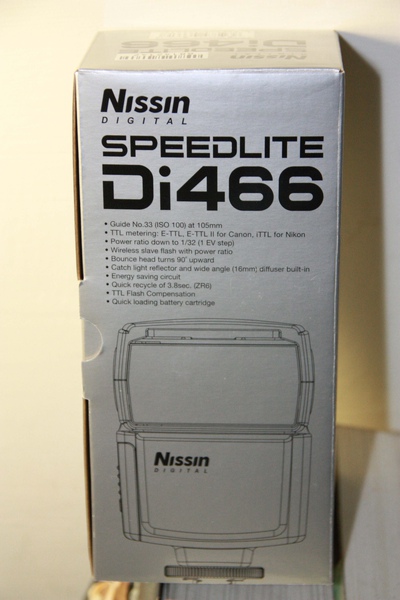 Di466
SPEEDLITE
Nissin
DIGITAL
SPEEDLITE
Di466
• Guide No.33 (ISO 100) at 105mm
• TTL metering: E-TTL, E-TTL II for Canon, iTTL for Nikon
• Power ratio down to 1/32 (1 EV step)
• Wireless slave flash with power ratio
• Bounce head turns 90° upward
• Catch light reflector and wide angle (16mm) diffuser built-in
• Energy saving circuit
• Quick recycle of 3.8sec. (ZR6)
• TTL Flash Compensation
• Quick loading battery cartridge
Nissin
DIGITAL